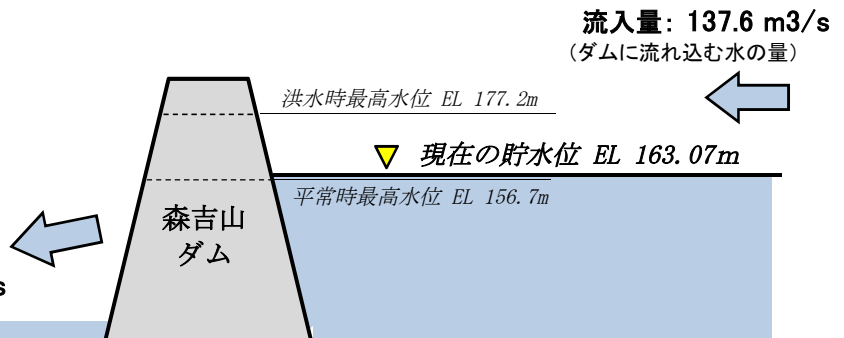 流入量: 137.6 m3/s
(ダムに流れ込む水の量)
洪水時最高水位 EL 177.2m
現在の貯水位 EL 163.07m
平常時最高水位 EL 156.7m
森吉山
ダム
s